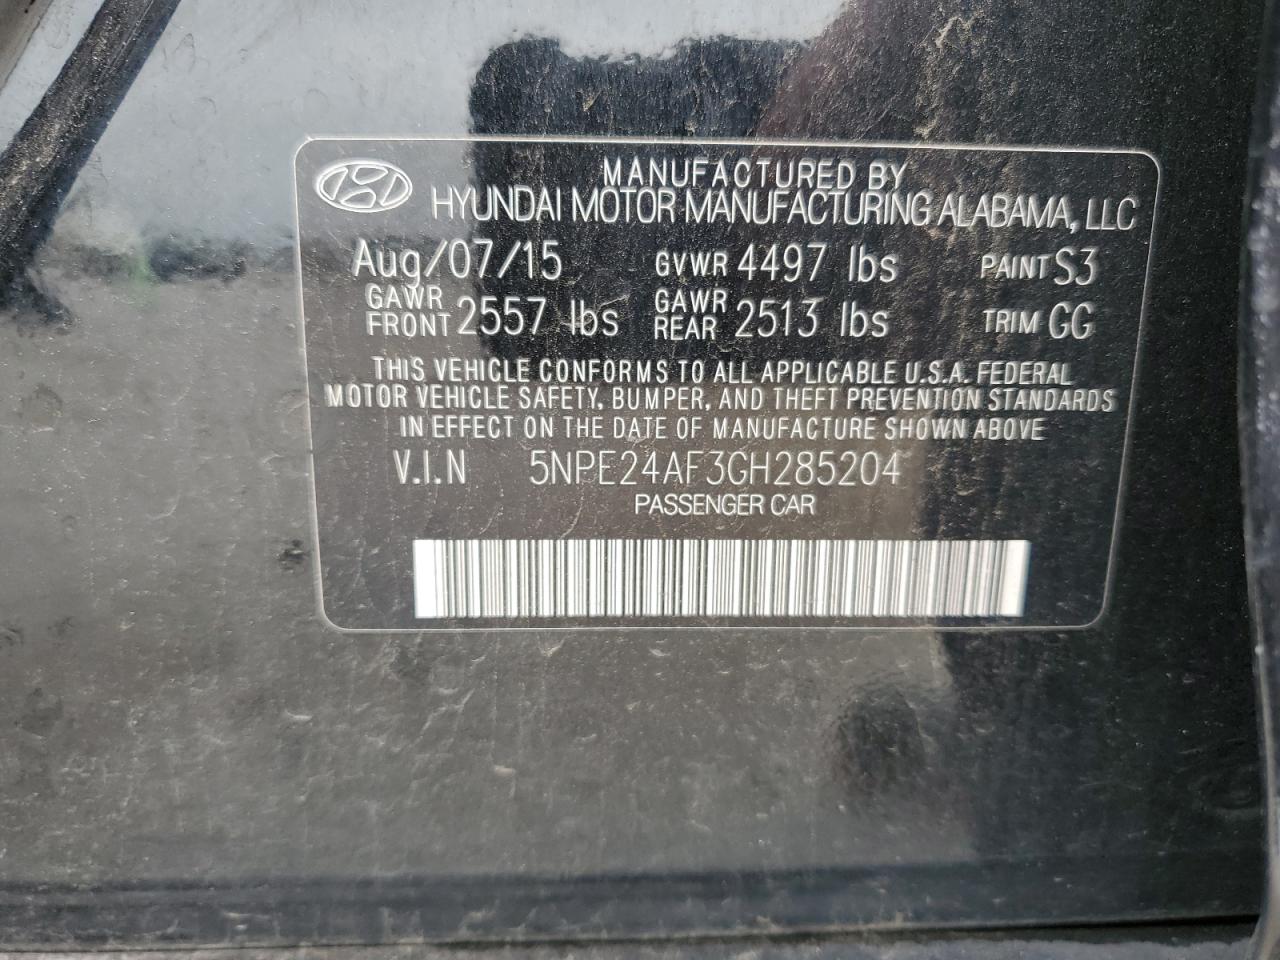 MANUFACTURED BY
HYUNDAI MOTOR MANUFACTURING ALABAMA, LLC
Aug/07/15 GVWR 4497 lbs PAINT S3
GAWR FRONT 2557 lbs GAWR REAR 2513 lbs TRIM GG
THIS VEHICLE CONFORMS TO ALL APPLICABLE U.S.A. FEDERAL
MOTOR VEHICLE SAFETY, BUMPER, AND THEFT PREVENTION STANDARDS
IN EFFECT ON THE DATE OF MANUFACTURE SHOWN ABOVE
V.I.N 5NPE24AF3GH285204
PASSENGER CAR